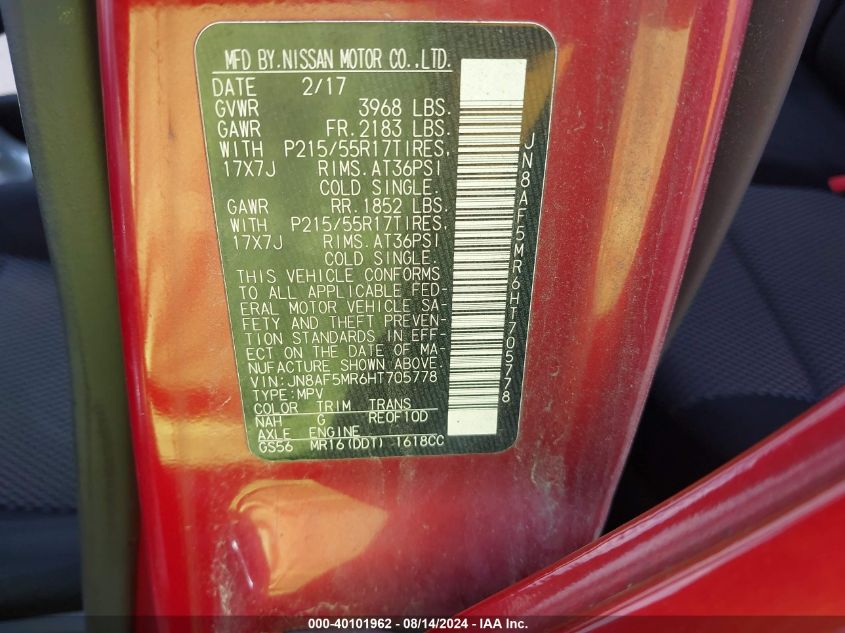 MFD BY.NISSAN MOTOR CO.,LTD.
DATE 2/17
GVWR 3968 LBS.
GAWR FR.2183 LBS.
WITH P215/55R17TIRES,
17X7J RIMS.AT36PSI
COLD SINGLE.
GAWR RR.1852 LBS.
WITH P215/55R17TIRES,
17X7J RIMS.AT36PSI
COLD SINGLE.
THIS VEHICLE CONFORMS
TO ALL APPLICABLE FED-
ERAL MOTOR VEHICLE SA-
FETY AND THEFT PREVEN-
TION STANDARDS IN EFF-
ECT ON THE DATE OF MA-
NUFACTURE SHOWN ABOVE.
VIN:JN8AF5MR6HT705778
TYPE:MPV
COLOR TRIM TRANS
NAH G RE0F10D
AXLE ENGINE
GS56 MR16(DDT) 1618CC
JN8AF5MR6HT705778
000-40101962 - 08/14/2024 - IAA Inc.